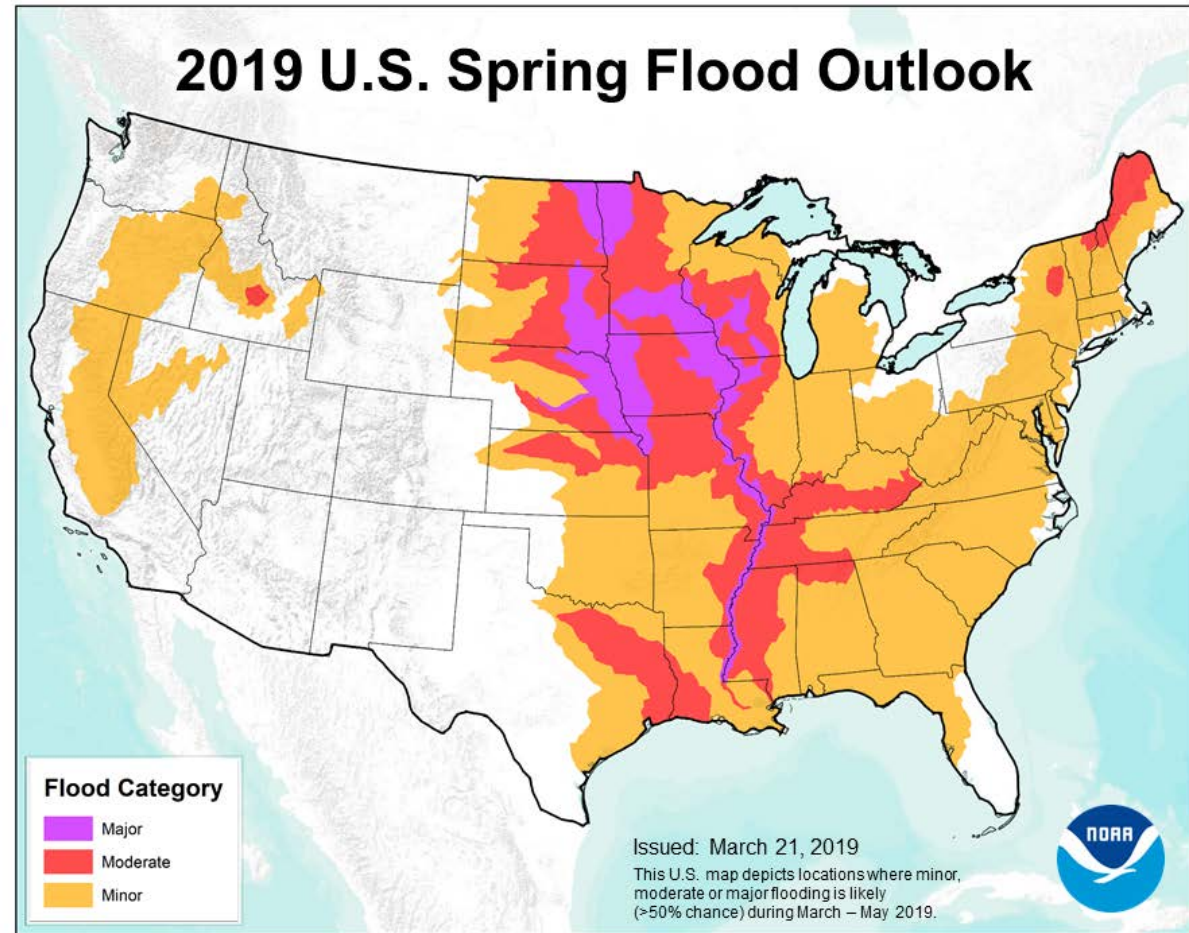 2019 U.S. Spring Flood Outlook
Flood Category
Major
Moderate
Minor
Issued: March 21, 2019
This U.S. map depicts locations where minor,
moderate or major flooding is likely
(>50% chance) during March – May 2019.
NOAA